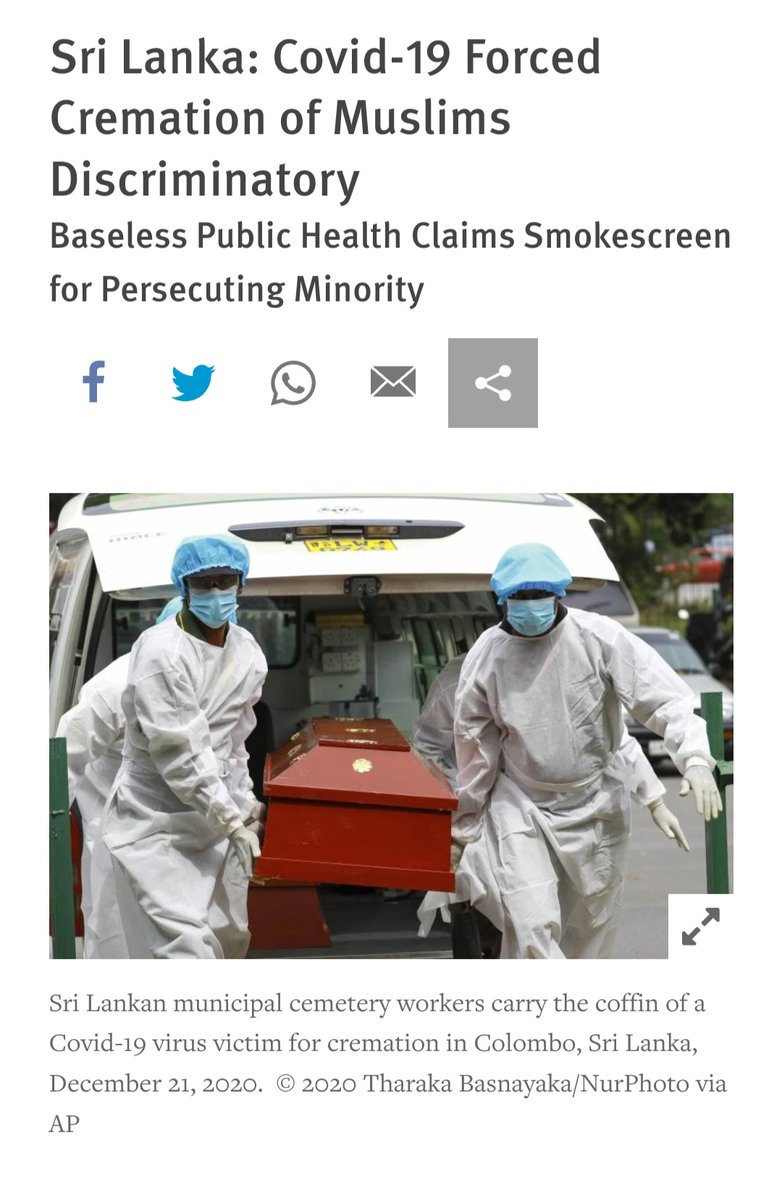 Sri Lanka: Covid-19 Forced
Cremation of Muslims
Discriminatory
Baseless Public Health Claims Smokescreen
for Persecuting Minority
Sri Lankan municipal cemetery workers carry the coffin of a
Covid-19 virus victim for cremation in Colombo, Sri Lanka,
December 21, 2020. © 2020 Tharaka Basnayaka/NurPhoto via
AP